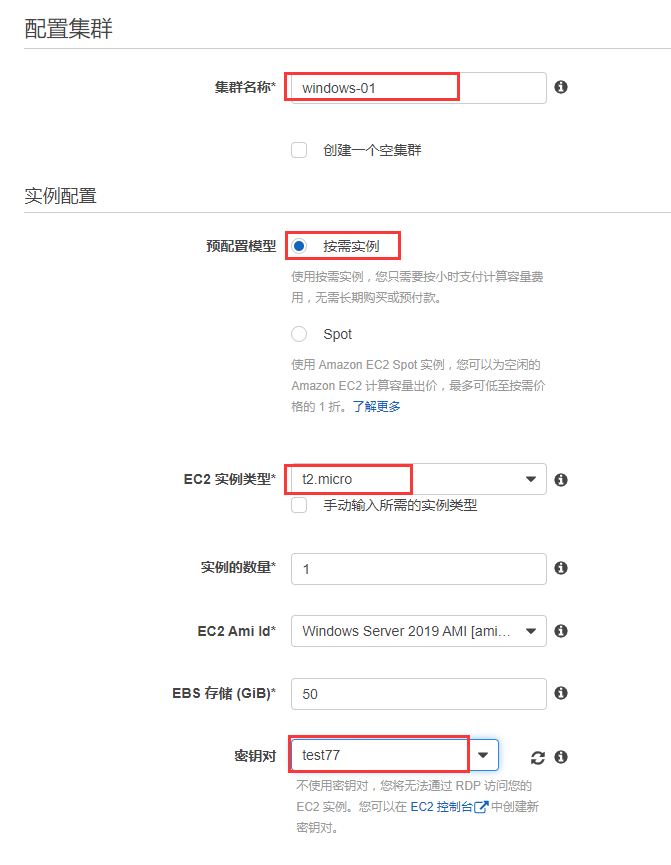 配置集群
集群名称*
windows-01
创建一个空集群
实例配置
预配置模型
按需实例
使用按需实例，您只需要按小时支付计算容量费
用，无需长期购买或预付款。
Spot
使用 Amazon EC2 Spot 实例，您可以为空闲的
Amazon EC2 计算容量出价，最多可低至按需价
格的 1 折。了解更多
EC2 实例类型*
t2.micro
手动输入所需的实例类型
实例的数量*
1
EC2 Ami Id*
Windows Server 2019 AMI [ami...
EBS 存储 (GiB)*
50
密钥对
test77
不使用密钥对，您将无法通过 RDP 访问您的
EC2 实例。您可以在 EC2 控制台 中创建新
密钥对。